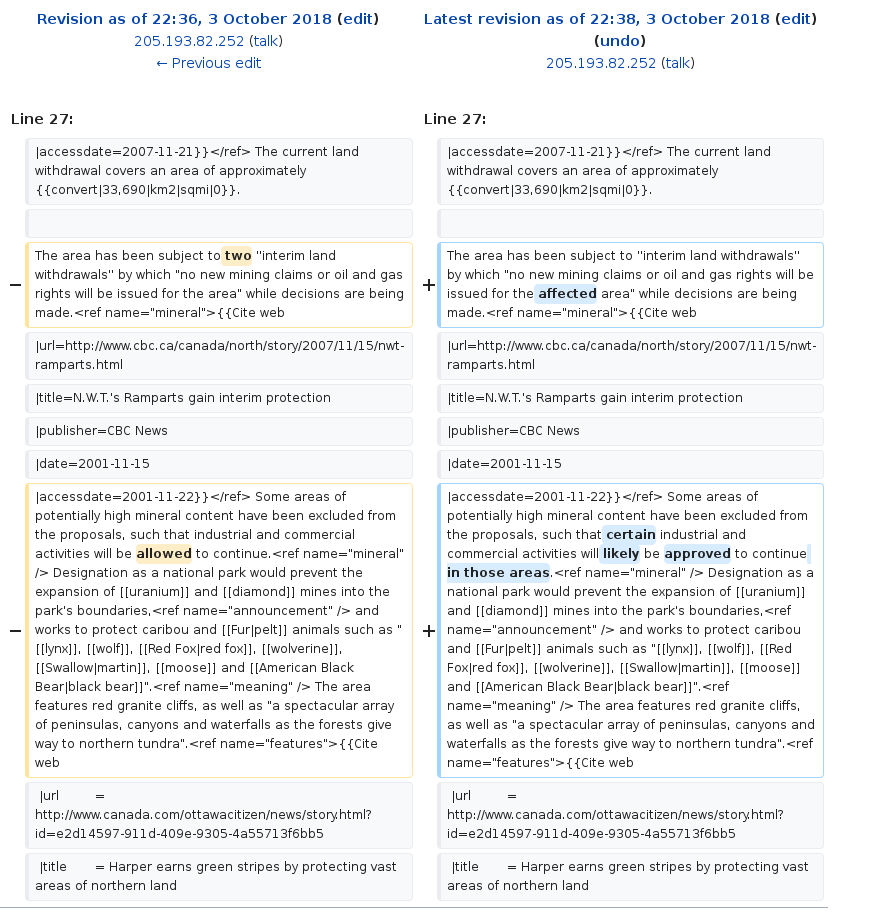 Revision as of 22:36, 3 October 2018 (edit)
205.193.82.252 (talk)
← Previous edit
Latest revision as of 22:38, 3 October 2018 (edit)
(undo)
205.193.82.252 (talk)
Line 27:
Line 27:
|accessdate=2007-11-21}}</ref> The current land
withdrawal covers an area of approximately
{{convert|33,690|km2|sqmi|0}}.
|accessdate=2007-11-21}}</ref> The current land
withdrawal covers an area of approximately
{{convert|33,690|km2|sqmi|0}}.
−
The area has been subject to two "interim land
withdrawals" by which "no new mining claims or oil and gas
rights will be issued for the area" while decisions are being
made.<ref name="mineral">{{Cite web
+
The area has been subject to "interim land withdrawals"
by which "no new mining claims or oil and gas rights will be
issued for the affected area" while decisions are being
made.<ref name="mineral">{{Cite web
|url=http://www.cbc.ca/canada/north/story/2007/11/15/nwt-
ramparts.html
|url=http://www.cbc.ca/canada/north/story/2007/11/15/nwt-
ramparts.html
|title=N.W.T.'s Ramparts gain interim protection
|title=N.W.T.'s Ramparts gain interim protection
|publisher=CBC News
|publisher=CBC News
|date=2001-11-15
|date=2001-11-15
−
|accessdate=2001-11-22}}</ref> Some areas of
potentially high mineral content have been excluded from
the proposals, such that industrial and commercial
activities will be allowed to continue.<ref name="mineral"
/> Designation as a national park would prevent the
expansion of [[uranium]] and [[diamond]] mines into the
park's boundaries,<ref name="announcement" /> and
works to protect caribou and [[Fur|pelt]] animals such as "
[[lynx]], [[wolf]], [[Red Fox|red fox]], [[wolverine]],
[[Swallow|martin]], [[moose]] and [[American Black
Bear|black bear]]".<ref name="meaning" /> The area
features red granite cliffs, as well as "a spectacular array
of peninsulas, canyons and waterfalls as the forests give
way to northern tundra".<ref name="features">{{Cite
web
+
|accessdate=2001-11-22}}</ref> Some areas of
potentially high mineral content have been excluded from
the proposals, such that certain industrial and
commercial activities will likely be approved to continue
in those areas.<ref name="mineral" /> Designation as a
national park would prevent the expansion of [[uranium]]
and [[diamond]] mines into the park's boundaries,<ref
name="announcement" /> and works to protect caribou
and [[Fur|pelt]] animals such as "[[lynx]], [[wolf]], [[Red
Fox|red fox]], [[wolverine]], [[Swallow|martin]], [[moose]]
and [[American Black Bear|black bear]]".<ref
name="meaning" /> The area features red granite cliffs,
as well as "a spectacular array of peninsulas, canyons and
waterfalls as the forests give way to northern tundra".<ref
name="features">{{Cite web
|url =
http://www.canada.com/ottawacitizen/news/story.html?
id=e2d14597-911d-409e-9305-4a55713f6bb5
|url =
http://www.canada.com/ottawacitizen/news/story.html?
id=e2d14597-911d-409e-9305-4a55713f6bb5
|title = Harper earns green stripes by protecting vast
areas of northern land
|title = Harper earns green stripes by protecting vast
areas of northern land